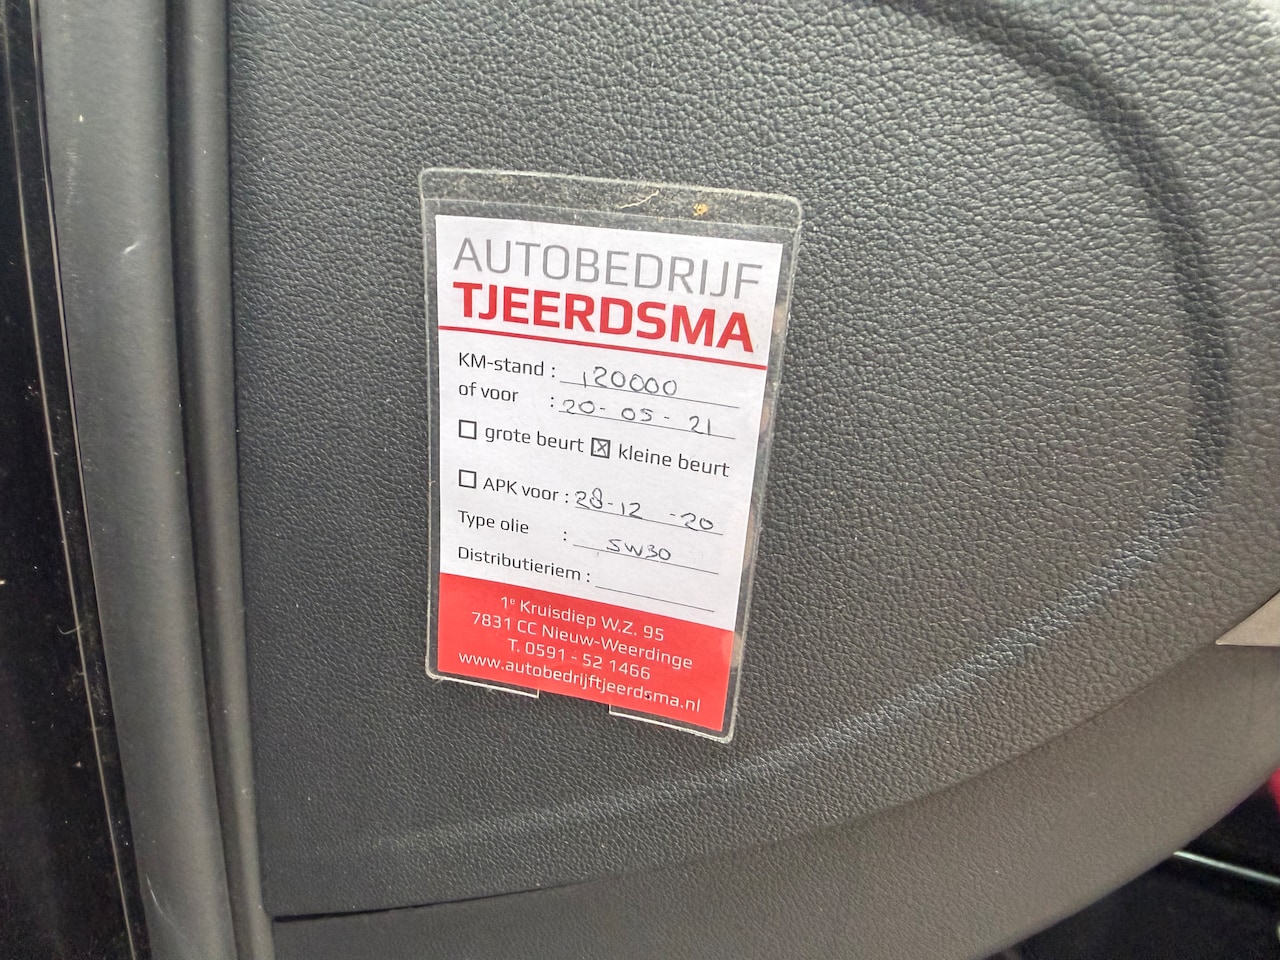 AUTOBEDRIJF
TJEERDSMA
KM-stand : 120000
of voor : 20-05-21
grote beurt ☒ kleine beurt
APK voor : 28-12-20
Type olie : 5W30
Distributieriem :
1e Kruisdiep W.Z. 95
7831 CC Nieuw-Weerdinge
T. 0591 - 52 1466
www.autobedrijftjeerdsma.nl